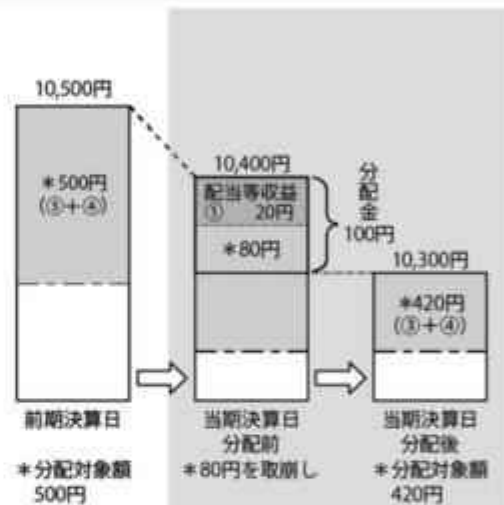 10,500円
＊500円
(③+④)
10,400円
配当等収益
① 20円
＊80円
分配金
100円
10,300円
＊420円
(③+④)
前期決算日
当期決算日
分配前
当期決算日
分配後
＊分配対象額
500円
＊80円を取崩し
＊分配対象額
420円